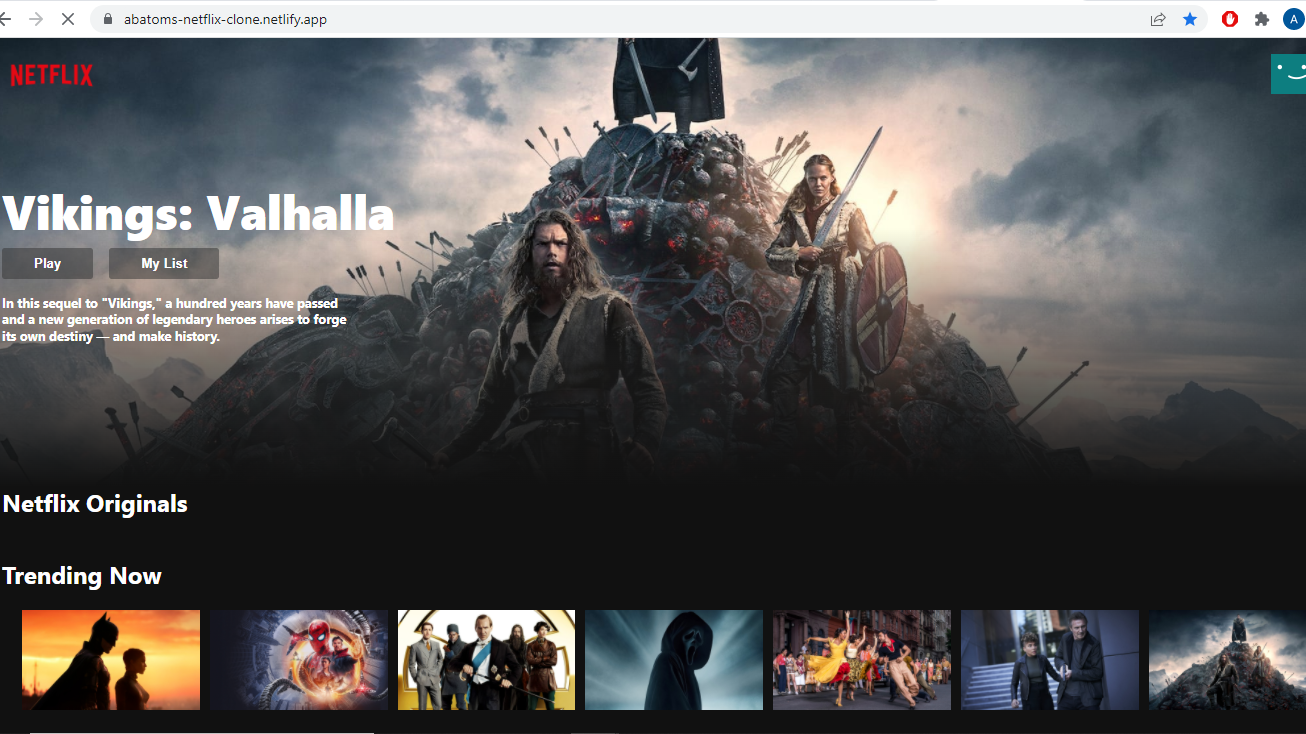 abatoms-netflix-clone.netlify.app
A
NETFLIX
Vikings: Valhalla
Play
My List
In this sequel to "Vikings," a hundred years have passed
and a new generation of legendary heroes arises to forge
its own destiny — and make history.
Netflix Originals
Trending Now